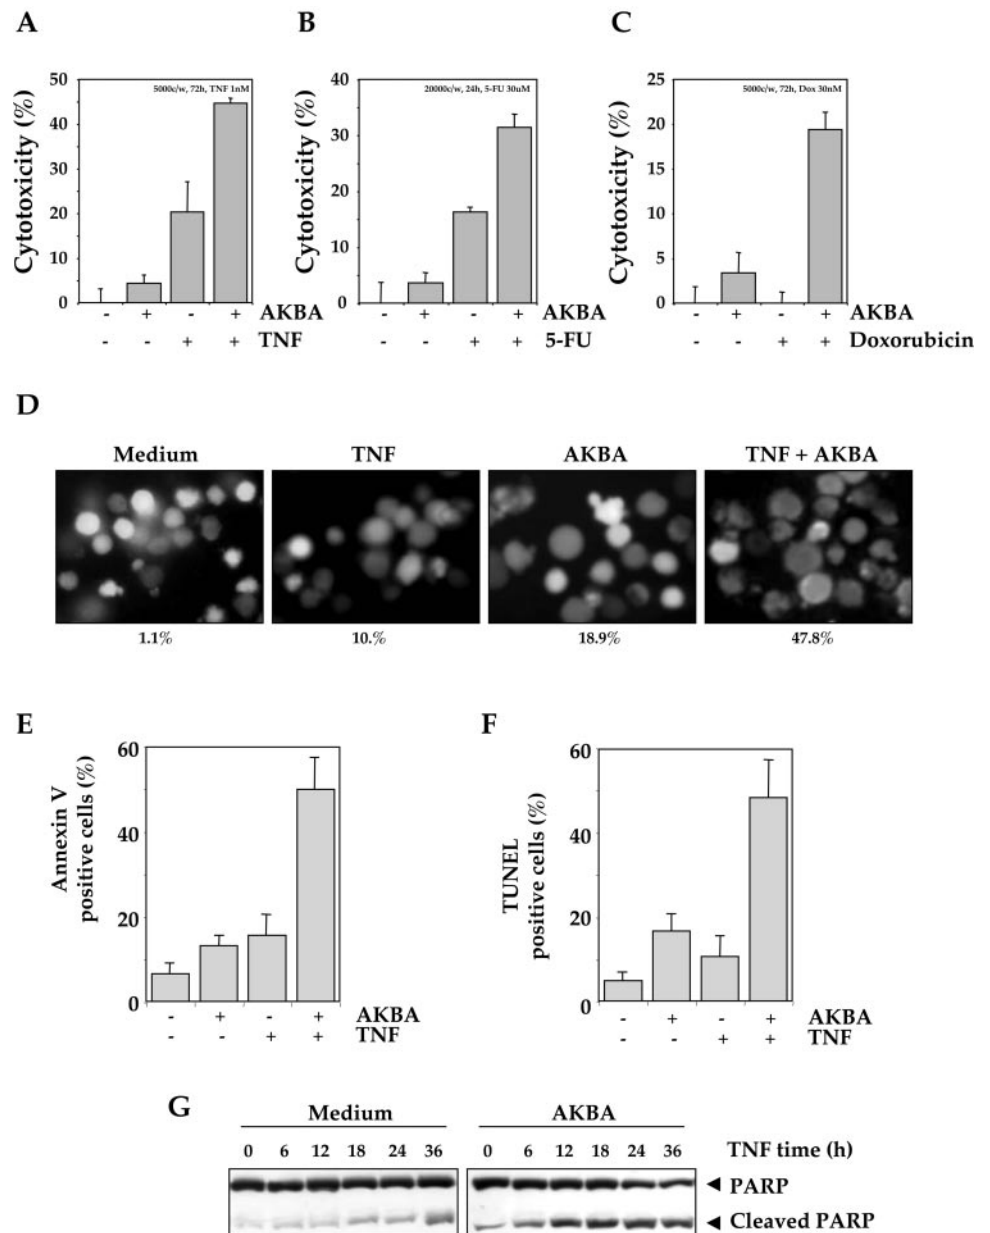 A
B
C
5000c/w, 72h, TNF 1nM
20000c/w, 24h, 5-FU 30uM
5000c/w, 72h, Dox 30nM
Cytotoxicity (%)
50
40
30
20
10
0
Cytotoxicity (%)
40
30
20
10
0
Cytotoxicity (%)
25
20
15
10
5
0
- + - + AKBA
- - + + TNF
- + - + AKBA
- - + + 5-FU
- + - + AKBA
- - + + Doxorubicin
D
Medium
TNF
AKBA
TNF + AKBA
1.1%
10.%
18.9%
47.8%
E
F
Annexin V
positive cells (%)
60
40
20
0
TUNEL
positive cells (%)
60
40
20
0
- + - + AKBA
- - + + TNF
- + - + AKBA
- - + + TNF
G
Medium
AKBA
0 6 12 18 24 36
0 6 12 18 24 36
TNF time (h)
◄ PARP
◄ Cleaved PARP